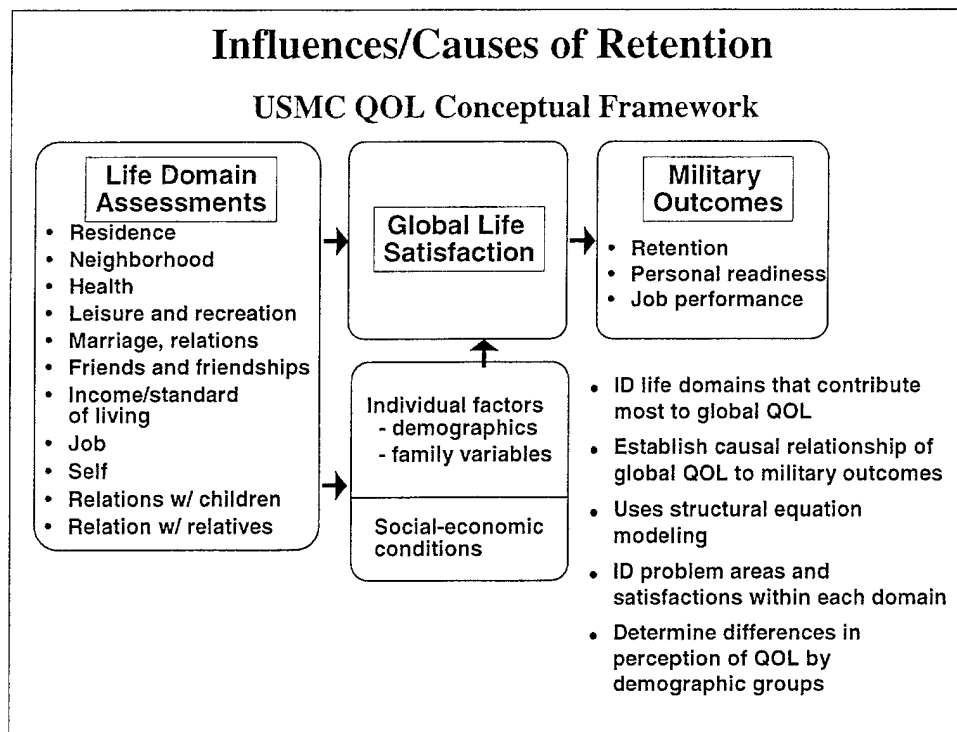 Influences/Causes of Retention
USMC QOL Conceptual Framework
Life Domain
Assessments
• Residence
• Neighborhood
• Health
• Leisure and recreation
• Marriage, relations
• Friends and friendships
• Income/standard
of living
• Job
• Self
• Relations w/ children
• Relation w/ relatives
Global Life
Satisfaction
Individual factors
- demographics
- family variables
Social-economic
conditions
Military
Outcomes
• Retention
• Personal readiness
• Job performance
• ID life domains that contribute
most to global QOL
• Establish causal relationship of
global QOL to military outcomes
• Uses structural equation
modeling
• ID problem areas and
satisfactions within each domain
• Determine differences in
perception of QOL by
demographic groups